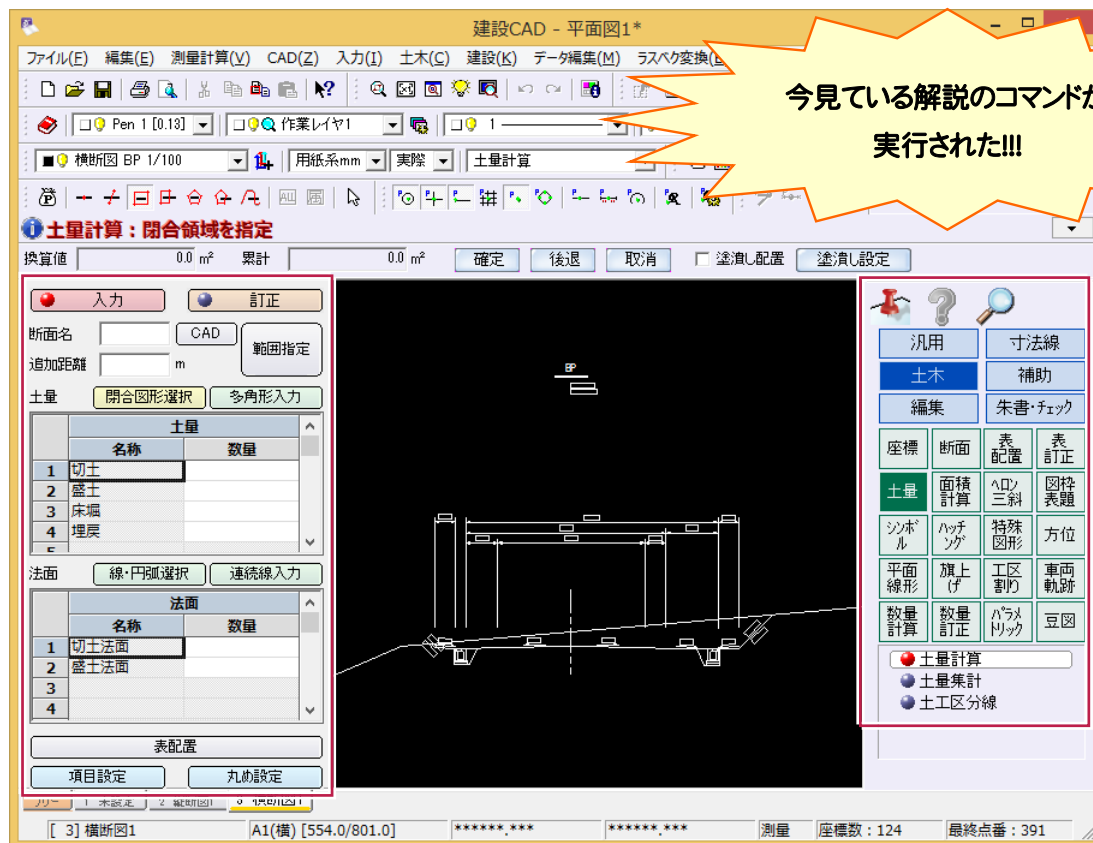 建設CAD - 平面図1*
今見ている解説のコマンドが
実行された!!!
ファイル(F) 編集(E) 測量計算(V) CAD(Z) 入力(I) 土木(C) 建設(K) データ編集(M) ラスベク変換(
Pen 1 [0.13] 作業レイヤ1 1
横断図 BP 1/100 用紙系mm 実際 土量計算
土量計算：閉合領域を指定
換算値 0.0 m² 累計 0.0 m² 確定 後退 取消 塗潰し配置 塗潰し設定
入力 訂正
断面名 CAD 範囲指定
追加距離 m
土量 閉合図形選択 多角形入力
土量
名称 数量
1 切土
2 盛土
3 床堀
4 埋戻
法面 線・円弧選択 連続線入力
法面
名称 数量
1 切土法面
2 盛土法面
3
4
表配置
項目設定 丸め設定
BP
汎用 寸法線
土木 補助
編集 朱書・チェック
座標 断面 表配置 表訂正
土量 面積計算 ヘロン三斜 図枠表題
シンボル ハッチング 特殊図形 方位
平面線形 旗上げ 工区割り 車両軌跡
数量計算 数量訂正 パラメトリック 豆図
土量計算
土量集計
土工区分線
[ 3] 横断図1 A1(横) [554.0/801.0] ******.*** ******.*** 測量 座標数：124 最終点番：391